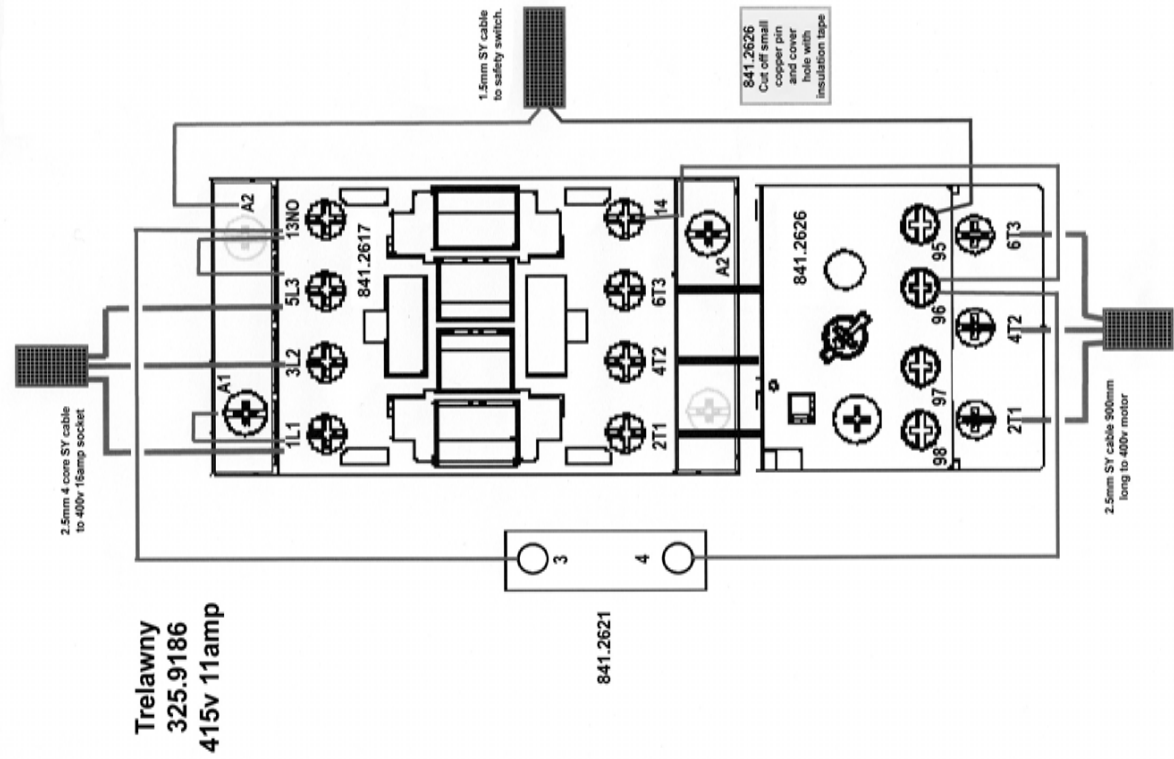 Trelawny
325.9186
415v 11amp
2.5mm 4 core SY cable
to 400v 16amp socket
1.5mm SY cable
to safety switch.
841.2626
Cut off small
copper pin
and cover
hole with
insulation tape
A1
A2
1L1
3L2
5L3
13NO
841.2617
2T1
4T2
6T3
14
A2
841.2626
98
97
96
95
2T1
4T2
6T3
3
4
841.2621
2.5mm SY cable 900mm
long to 400v motor